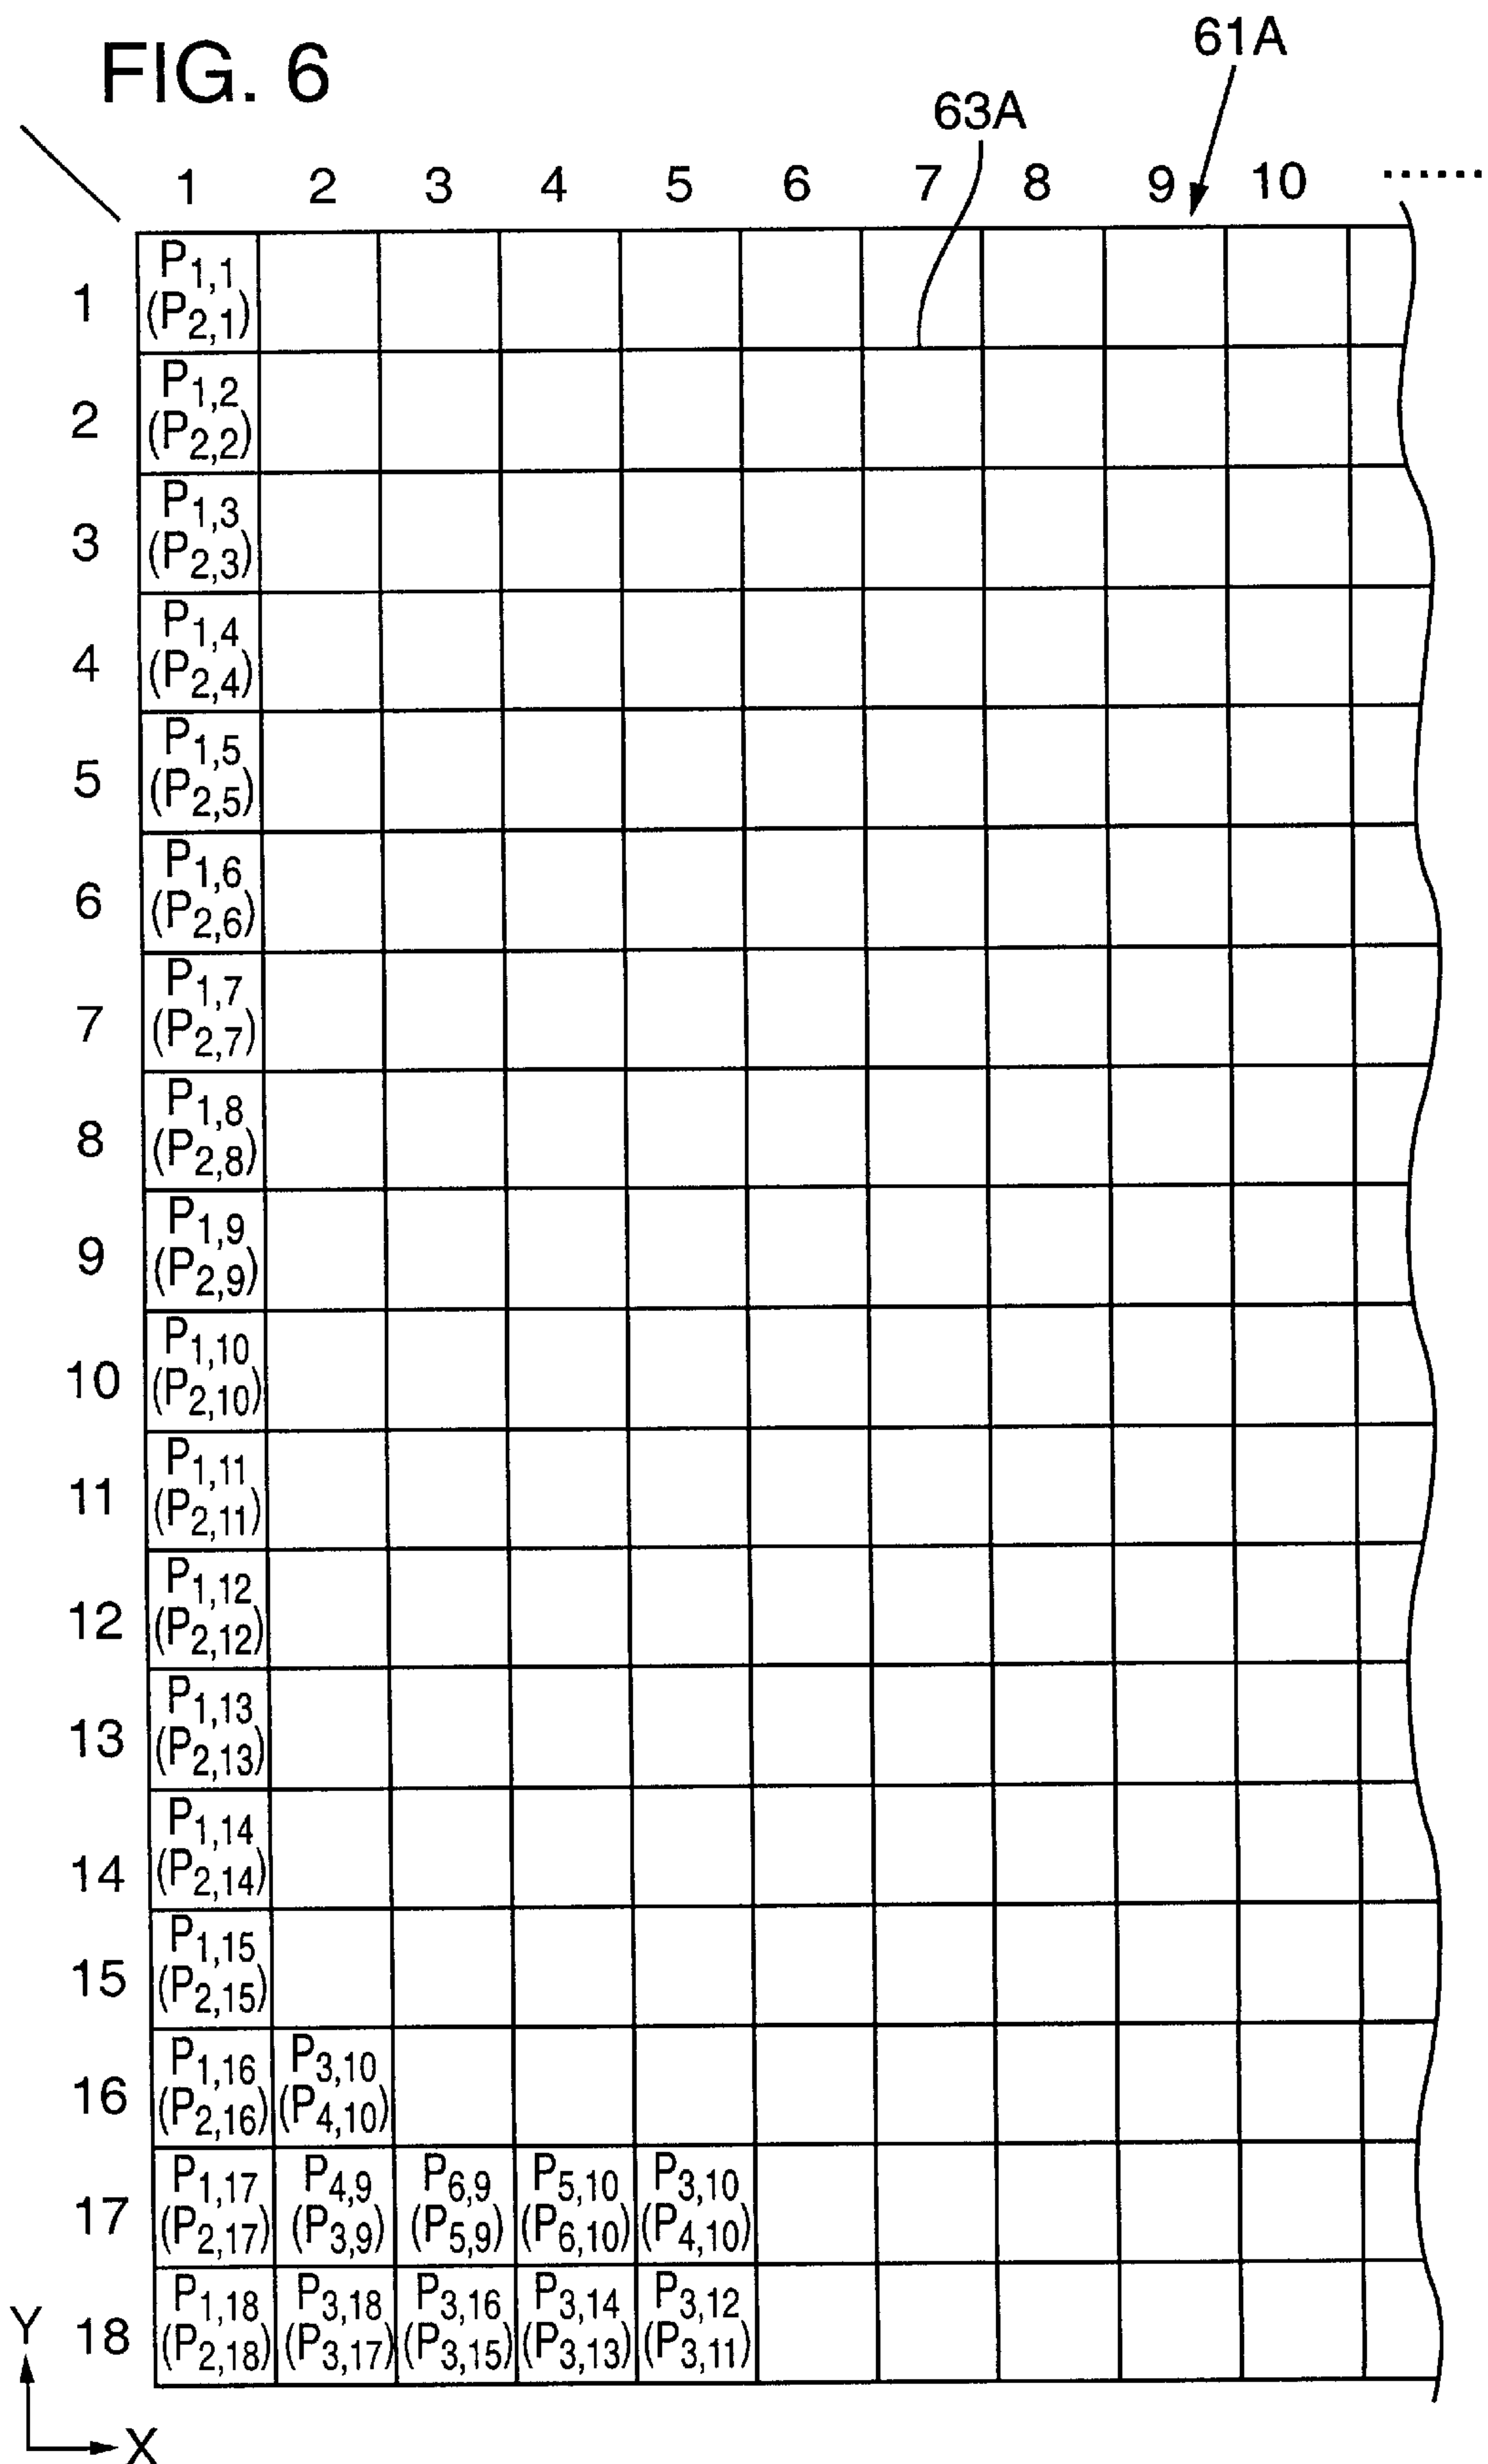 FIG. 6
61A
63A
1 2 3 4 5 6 7 8 9 10 ......
1 P1,1
(P2,1)
2 P1,2
(P2,2)
3 P1,3
(P2,3)
4 P1,4
(P2,4)
5 P1,5
(P2,5)
6 P1,6
(P2,6)
7 P1,7
(P2,7)
8 P1,8
(P2,8)
9 P1,9
(P2,9)
10 P1,10
(P2,10)
11 P1,11
(P2,11)
12 P1,12
(P2,12)
13 P1,13
(P2,13)
14 P1,14
(P2,14)
15 P1,15
(P2,15)
16 P1,16 P3,10
(P2,16) (P4,10)
17 P1,17 P4,9 P6,9 P5,10 P3,10
(P2,17) (P3,9) (P5,9) (P6,10) (P4,10)
18 P1,18 P3,18 P3,16 P3,14 P3,12
(P2,18) (P3,17) (P3,15) (P3,13) (P3,11)
Y
X